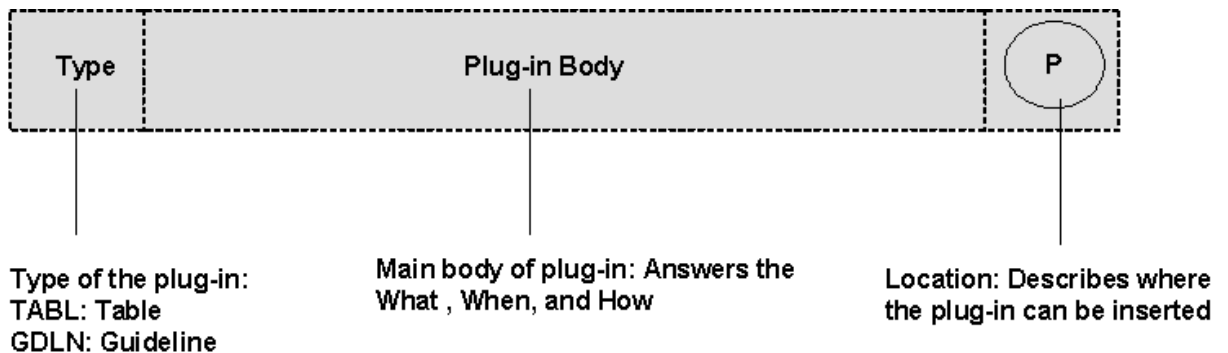 Type
Plug-in Body
P
Type of the plug-in:
TABL: Table
GDLN: Guideline
Main body of plug-in: Answers the
What , When, and How
Location: Describes where
the plug-in can be inserted